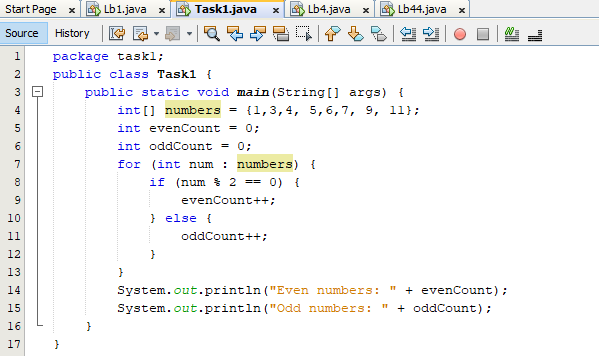 Start Page Lb1.java Task1.java Lb4.java Lb44.java
Source History
1 package task1;
2 public class Task1 {
3 public static void main(String[] args) {
4 int[] numbers = {1,3,4, 5,6,7, 9, 11};
5 int evenCount = 0;
6 int oddCount = 0;
7 for (int num : numbers) {
8 if (num % 2 == 0) {
9 evenCount++;
10 } else {
11 oddCount++;
12 }
13 }
14 System.out.println("Even numbers: " + evenCount);
15 System.out.println("Odd numbers: " + oddCount);
16 }
17 }